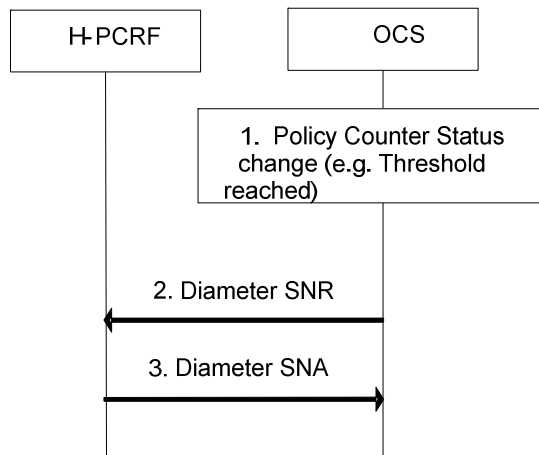 H-PCRF
OCS
1. Policy Counter Status
change (e.g. Threshold
reached)
2. Diameter SNR
3. Diameter SNA